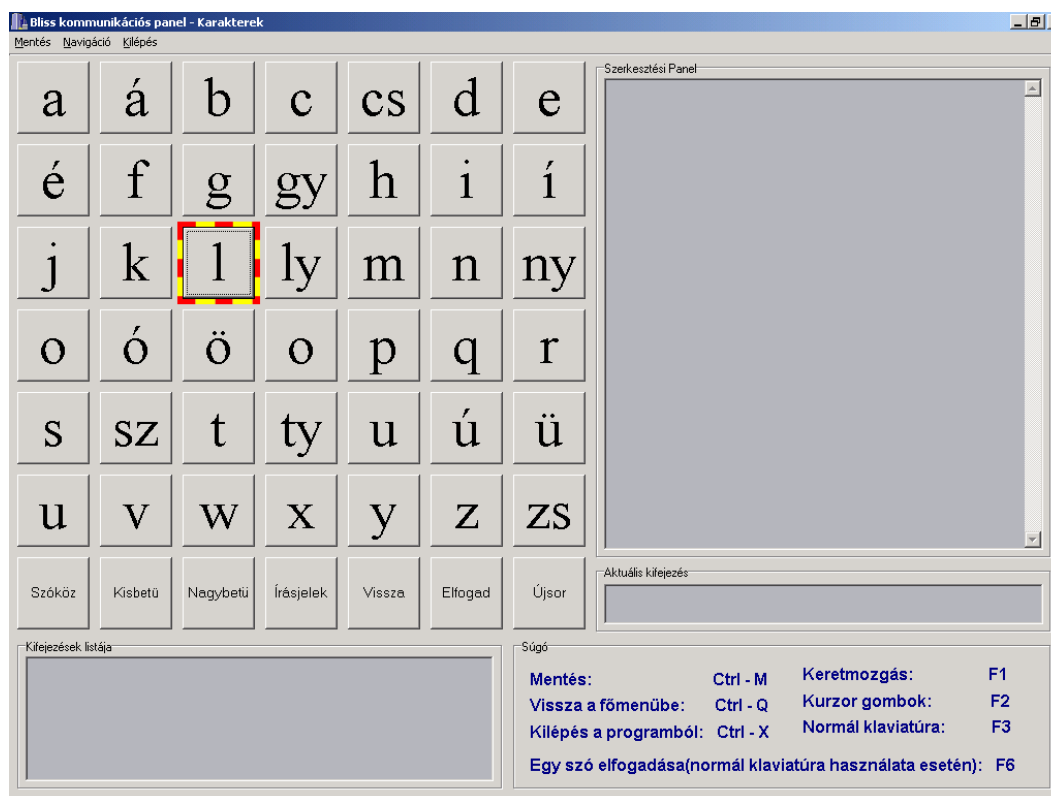 Bliss kommunikációs panel - Karakterek
Mentés Navigáció Kilépés
a á b c cs d e
é f g gy h i í
j k l ly m n ny
o ó ö o p q r
s sz t ty u ú ü
u v w x y z zs
Szóköz Kisbetü Nagybetü Írásjelek Vissza Elfogad Újsor
Szerkesztési Panel
Aktuális kifejezés
Kifejezések listája
Súgó
Mentés: Ctrl - M Keretmozgás: F1
Vissza a főmenübe: Ctrl - Q Kurzor gombok: F2
Kilépés a programból: Ctrl - X Normál klaviatúra: F3
Egy szó elfogadása(normál klaviatúra használata esetén): F6